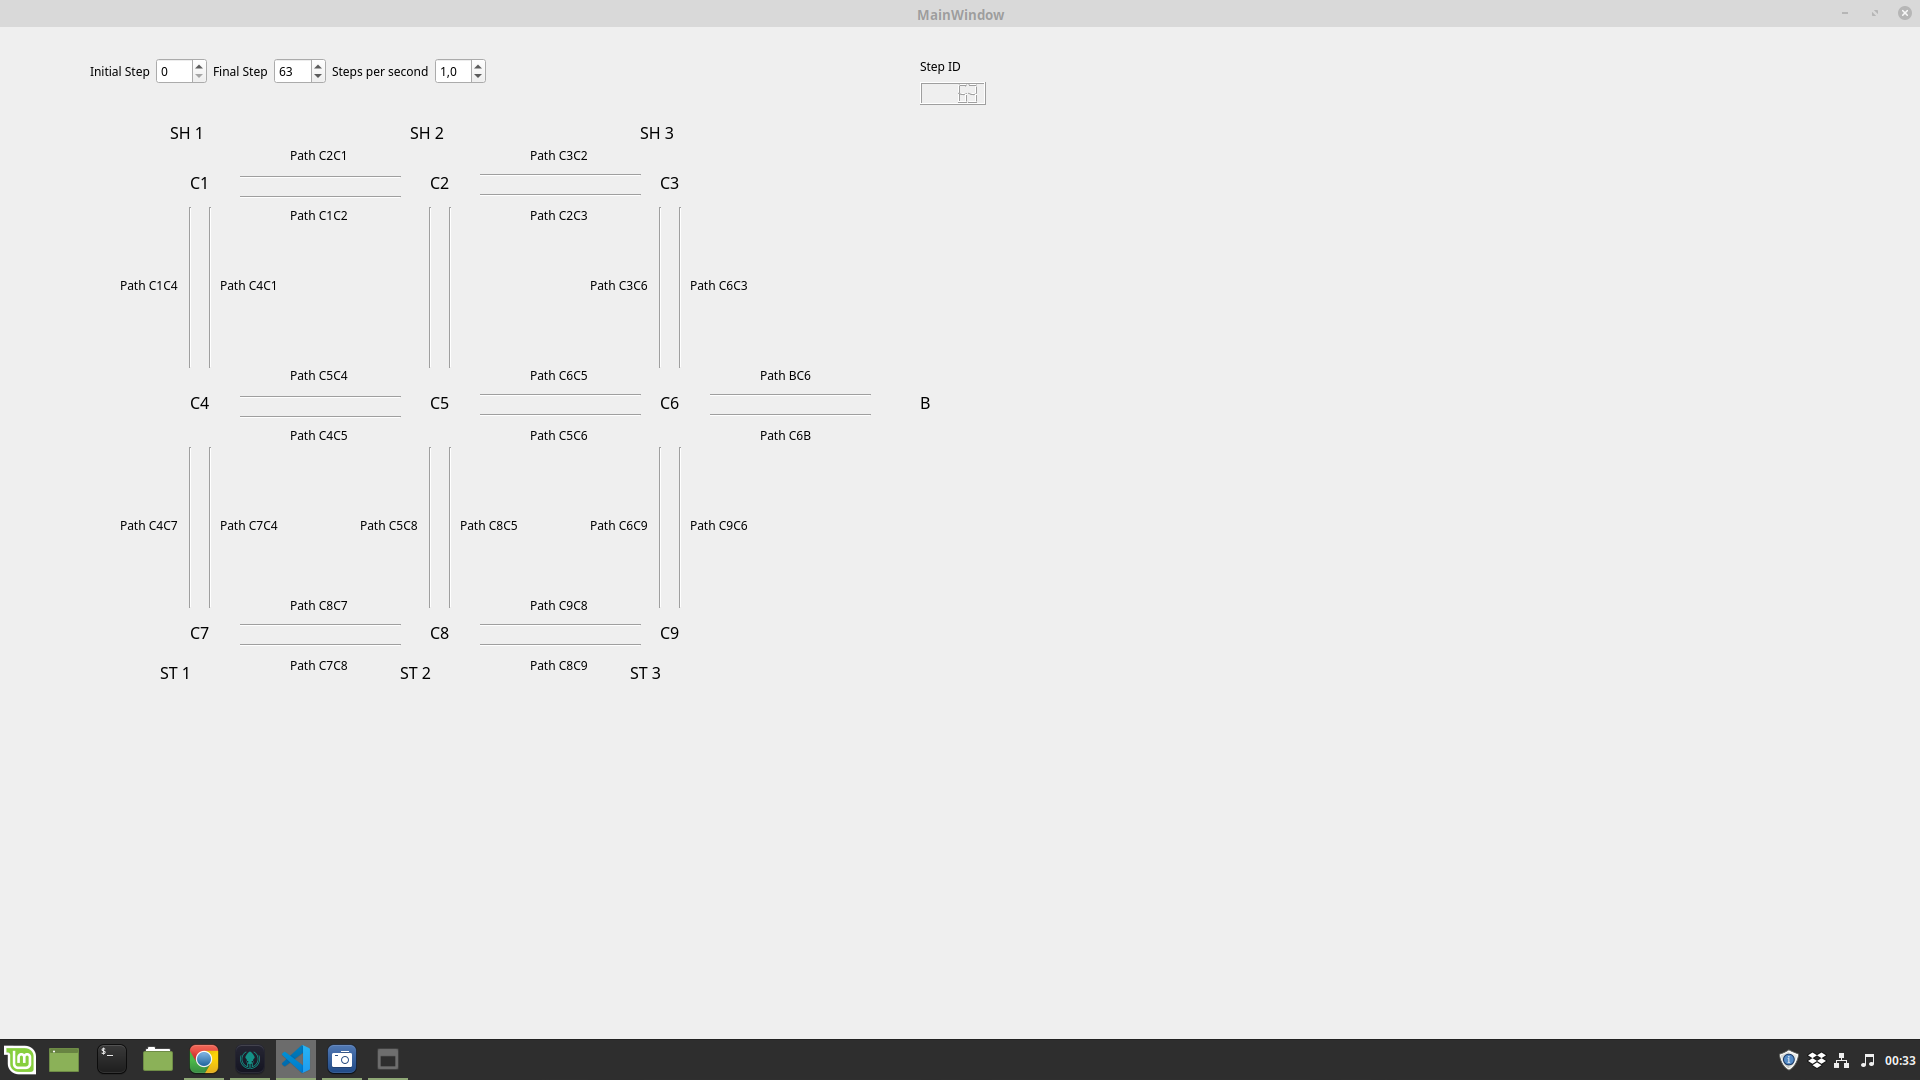 MainWindow
Initial Step 0 Final Step 63 Steps per second 1,0
Step ID
SH 1 SH 2 SH 3
Path C2C1 Path C3C2
C1 C2 C3
Path C1C2 Path C2C3
Path C1C4 Path C4C1 Path C3C6 Path C6C3
Path C5C4 Path C6C5 Path BC6
C4 C5 C6 B
Path C4C5 Path C5C6 Path C6B
Path C4C7 Path C7C4 Path C5C8 Path C8C5 Path C6C9 Path C9C6
Path C8C7 Path C9C8
C7 C8 C9
Path C7C8 Path C8C9
ST 1 ST 2 ST 3
00:33